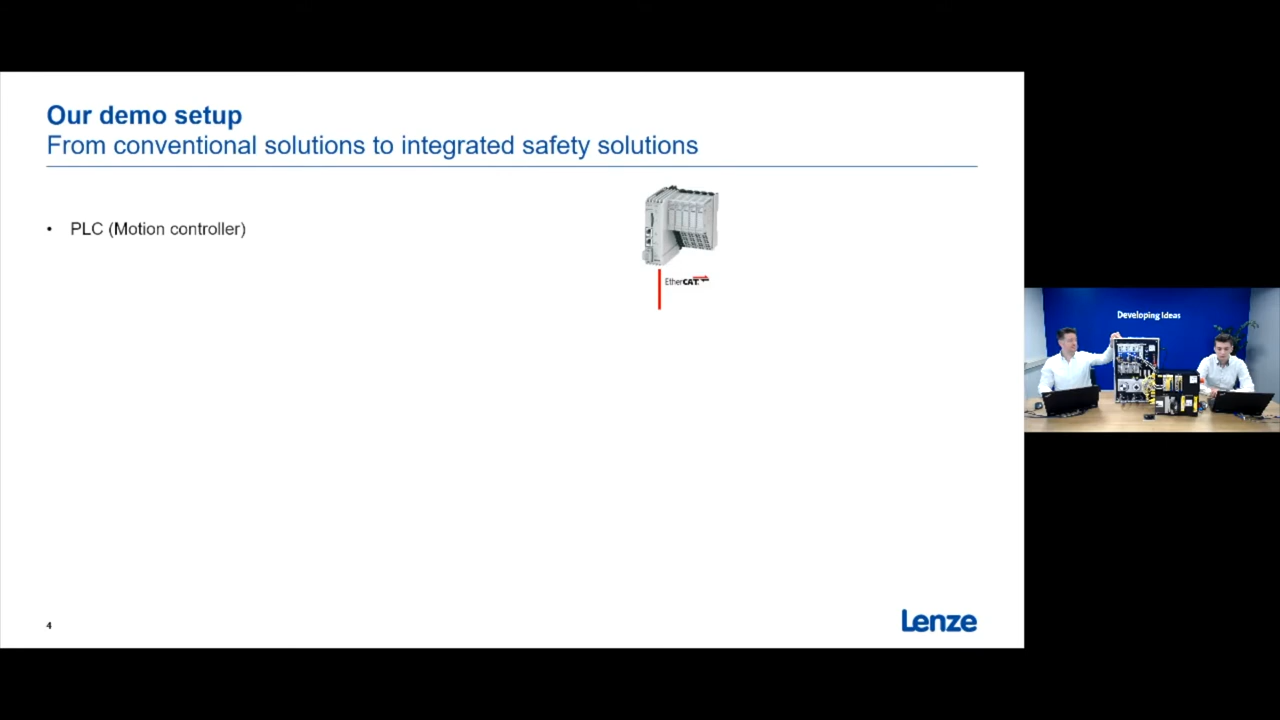 Our demo setup
From conventional solutions to integrated safety solutions
• PLC (Motion controller)
EtherCAT
Developing Ideas
4
Lenze